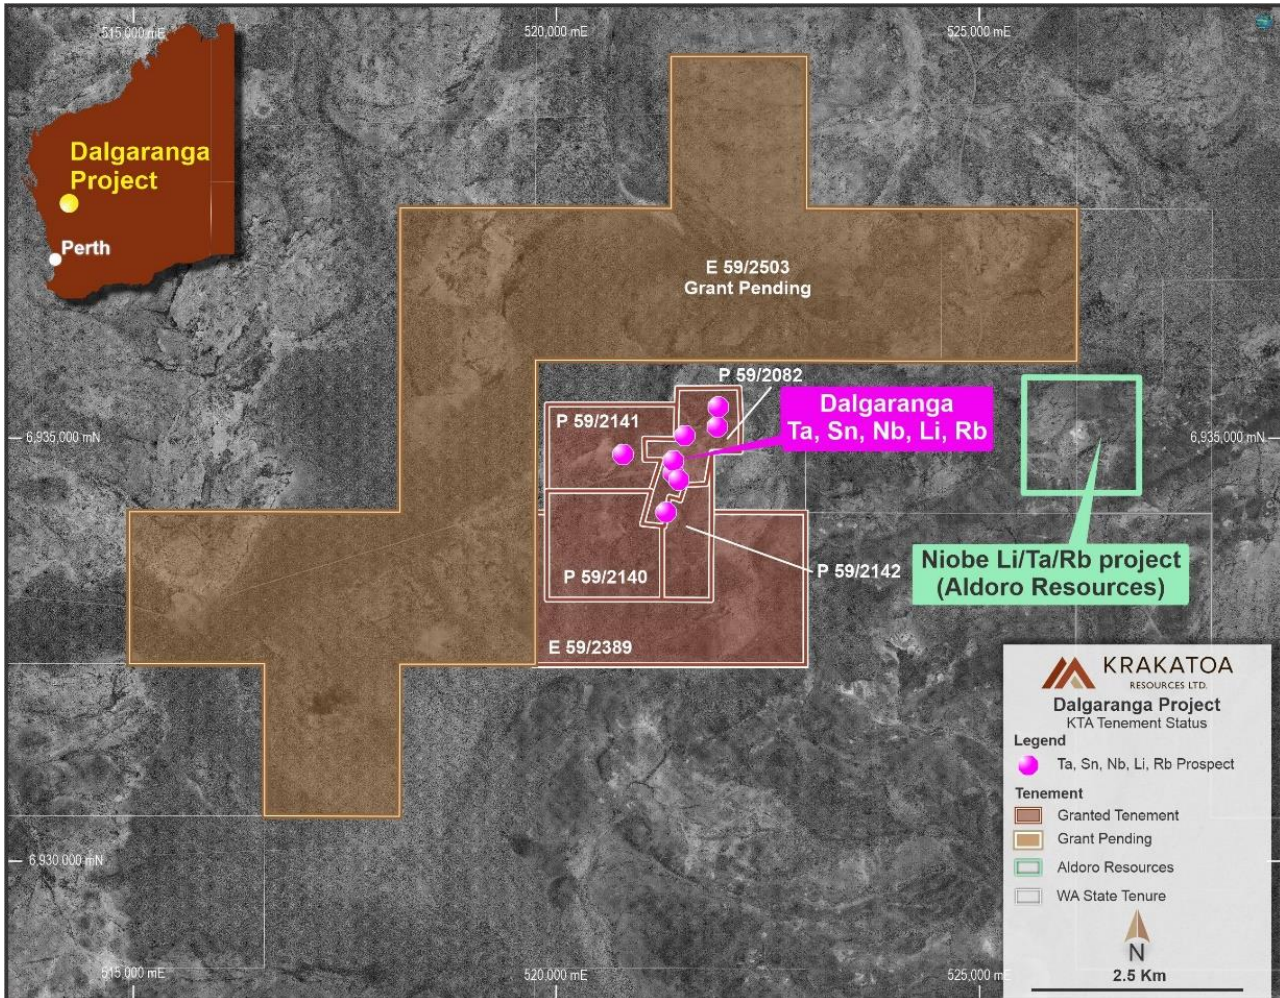 515,000 mE
520,000 mE
525,000 mE
Dalgaranga
Project
Perth
E 59/2503
Grant Pending
P 59/2082
P 59/2141
Dalgaranga
Ta, Sn, Nb, Li, Rb
6,935,000 mN
6,935,000 mN
Niobe Li/Ta/Rb project
(Aldoro Resources)
P 59/2140
P 59/2142
E 59/2389
KRAKATOA
RESOURCES LTD.
Dalgaranga Project
KTA Tenement Status
Legend
Ta, Sn, Nb, Li, Rb Prospect
Tenement
Granted Tenement
Grant Pending
Aldoro Resources
WA State Tenure
N
2.5 Km
6,930,000 mN
515,000 mE
520,000 mE
525,000 mE